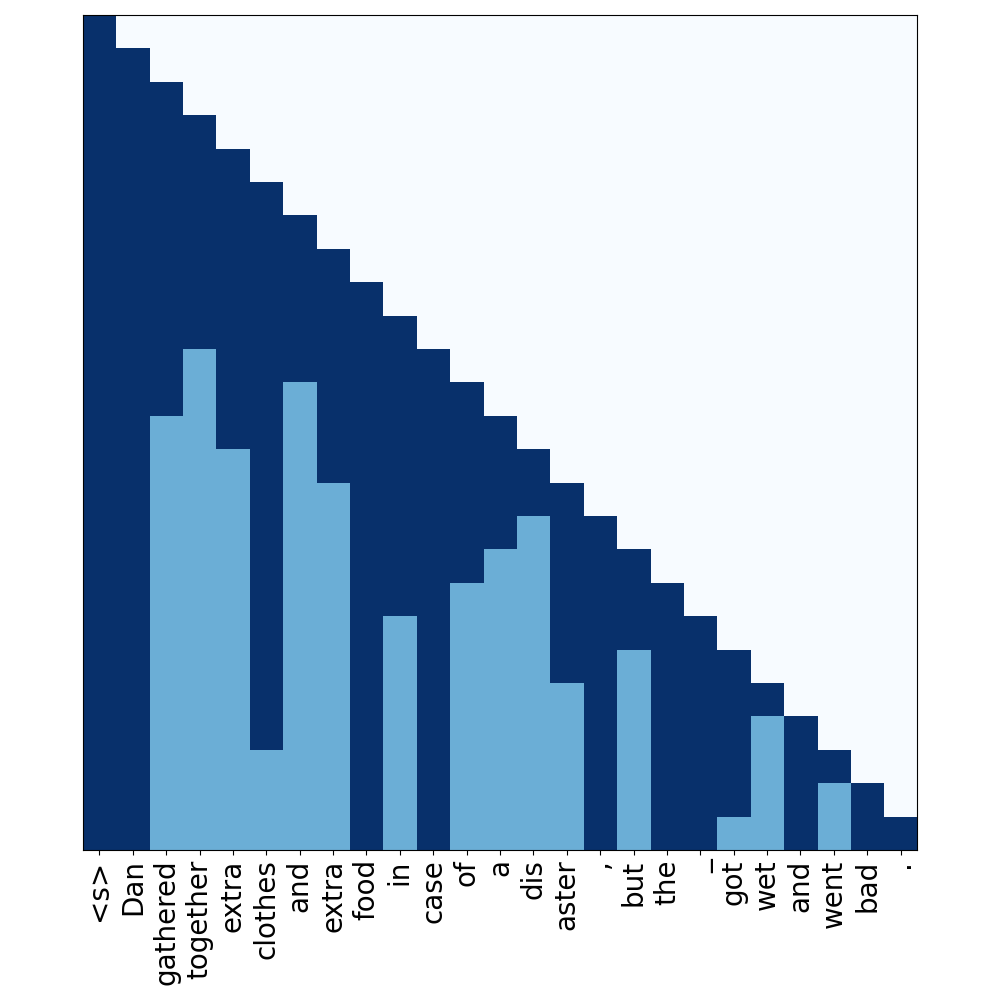 <s>
Dan
gathered
together
extra
clothes
and
extra
food
in
case
of
a
dis
aster
,
but
the
_
got
wet
and
went
bad
.